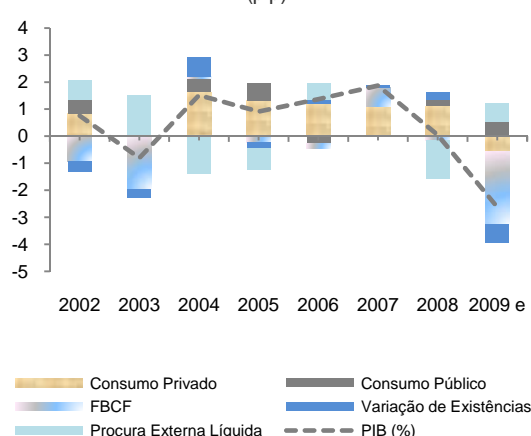 (p.p.)
4
3
2
1
0
-1
-2
-3
-4
-5
2002 2003 2004 2005 2006 2007 2008 2009 e
Consumo Privado Consumo Público
FBCF Variação de Existências
Procura Externa Líquida PIB (%)